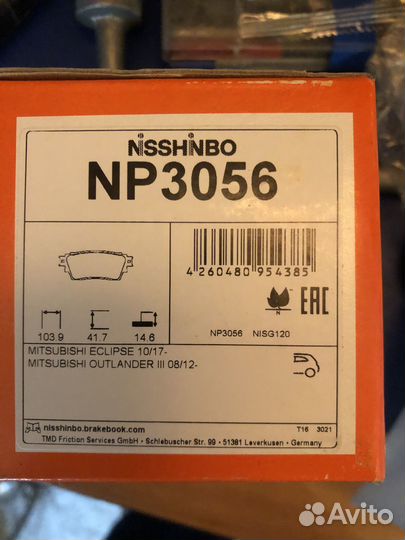 NiSSHiNBO
NP3056
4 260480 954385
103.9 41.7 14.6
N
EAC
NP3056 NISG120
MITSUBISHI ECLIPSE 10/17-
MITSUBISHI OUTLANDER III 08/12-
nisshinbo.brakebook.com
T16 3021
TMD Friction Services GmbH • Schlebuscher Str. 99 • 51381 Leverkusen • Germany
Avito